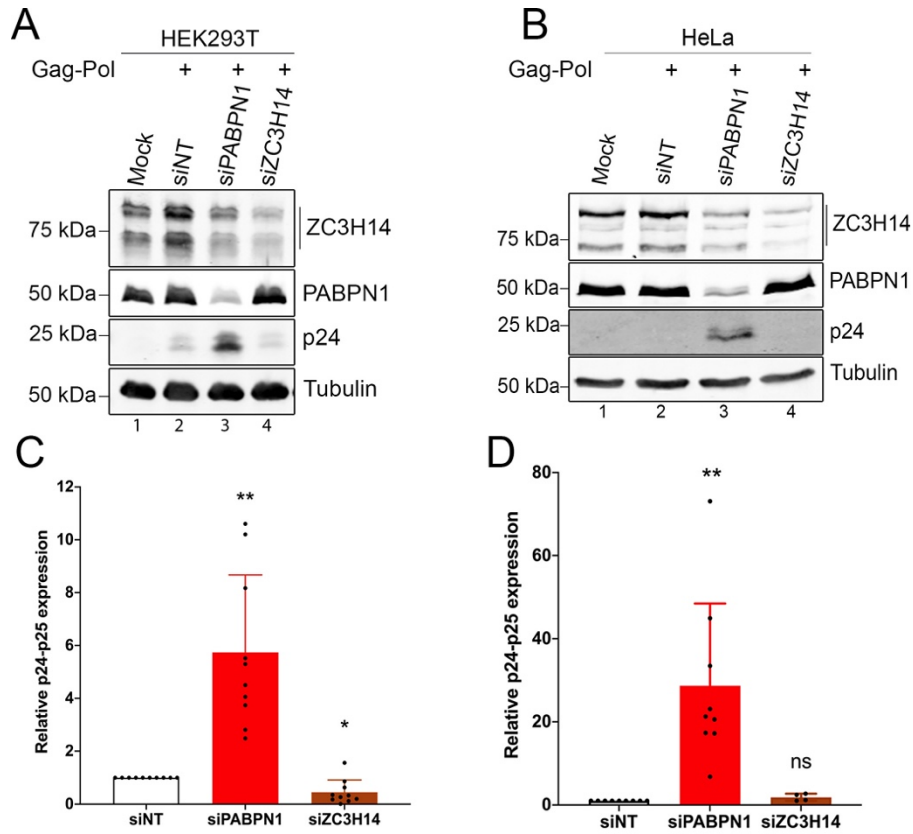 A
HEK293T
Gag-Pol + + +
Mock siNT siPABPN1 siZC3H14
75 kDa ZC3H14
50 kDa PABPN1
25 kDa p24
50 kDa Tubulin
1 2 3 4
B
HeLa
Gag-Pol + + +
Mock siNT siPABPN1 siZC3H14
75 kDa ZC3H14
50 kDa PABPN1
25 kDa p24
50 kDa Tubulin
1 2 3 4
C
Relative p24-p25 expression
12
10
8
6
4
2
0
**
*
siNT siPABPN1 siZC3H14
D
Relative p24-p25 expression
80
60
40
20
0
**
ns
siNT siPABPN1 siZC3H14